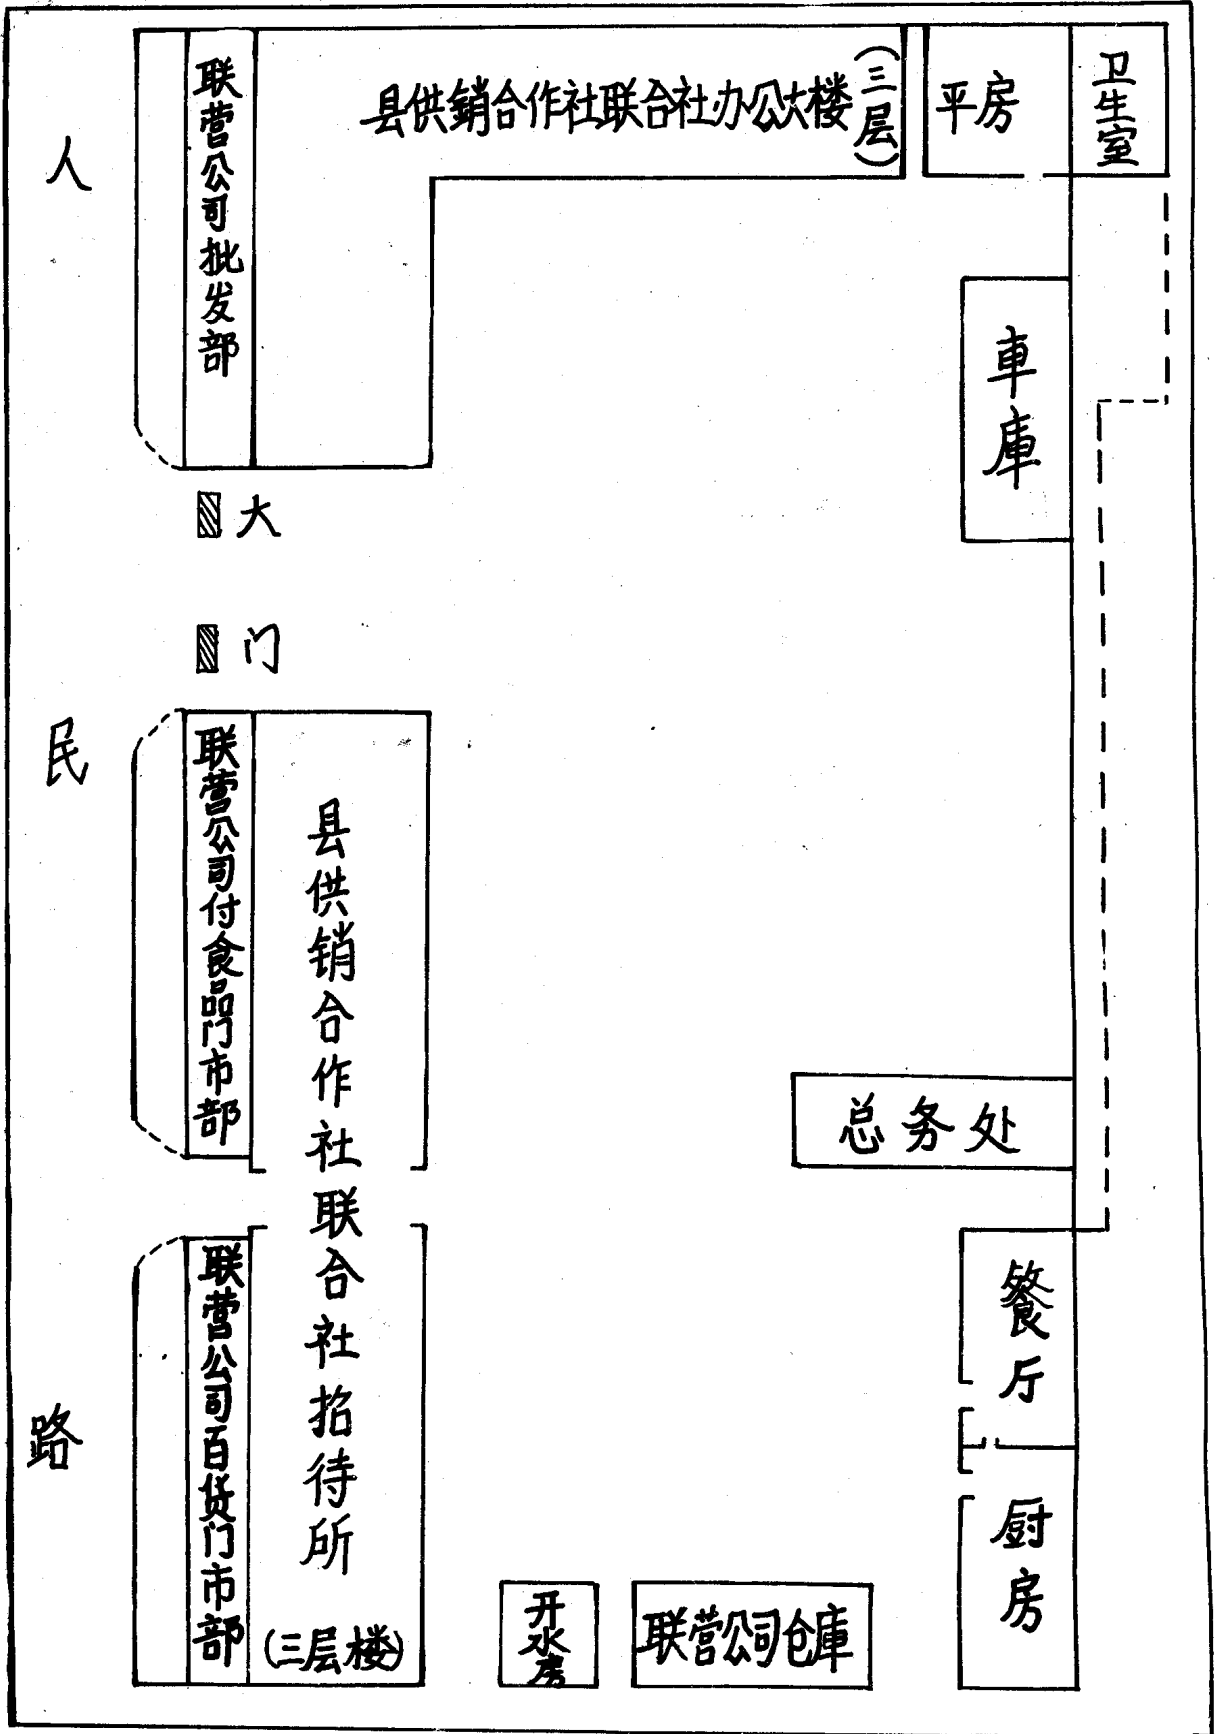 人民路
联营公司批发部
县供銷合作社联合社办公大楼(三层)
平房
卫生室
車庫
大门
联营公司付食品门市部
县供销合作社联合社招待所
(三层楼)
联营公司百货门市部
总务处
餐厅
厨房
开水房
联营公司仓庫